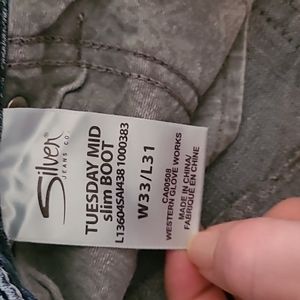 Silver
JEANS CO.
TUESDAY MID
slim BOOT
L13604SAI438 1000383
W33/L31
CA00508
WESTERN GLOVE WORKS
MADE IN CHINA/
FABRIQUÉ EN CHINE